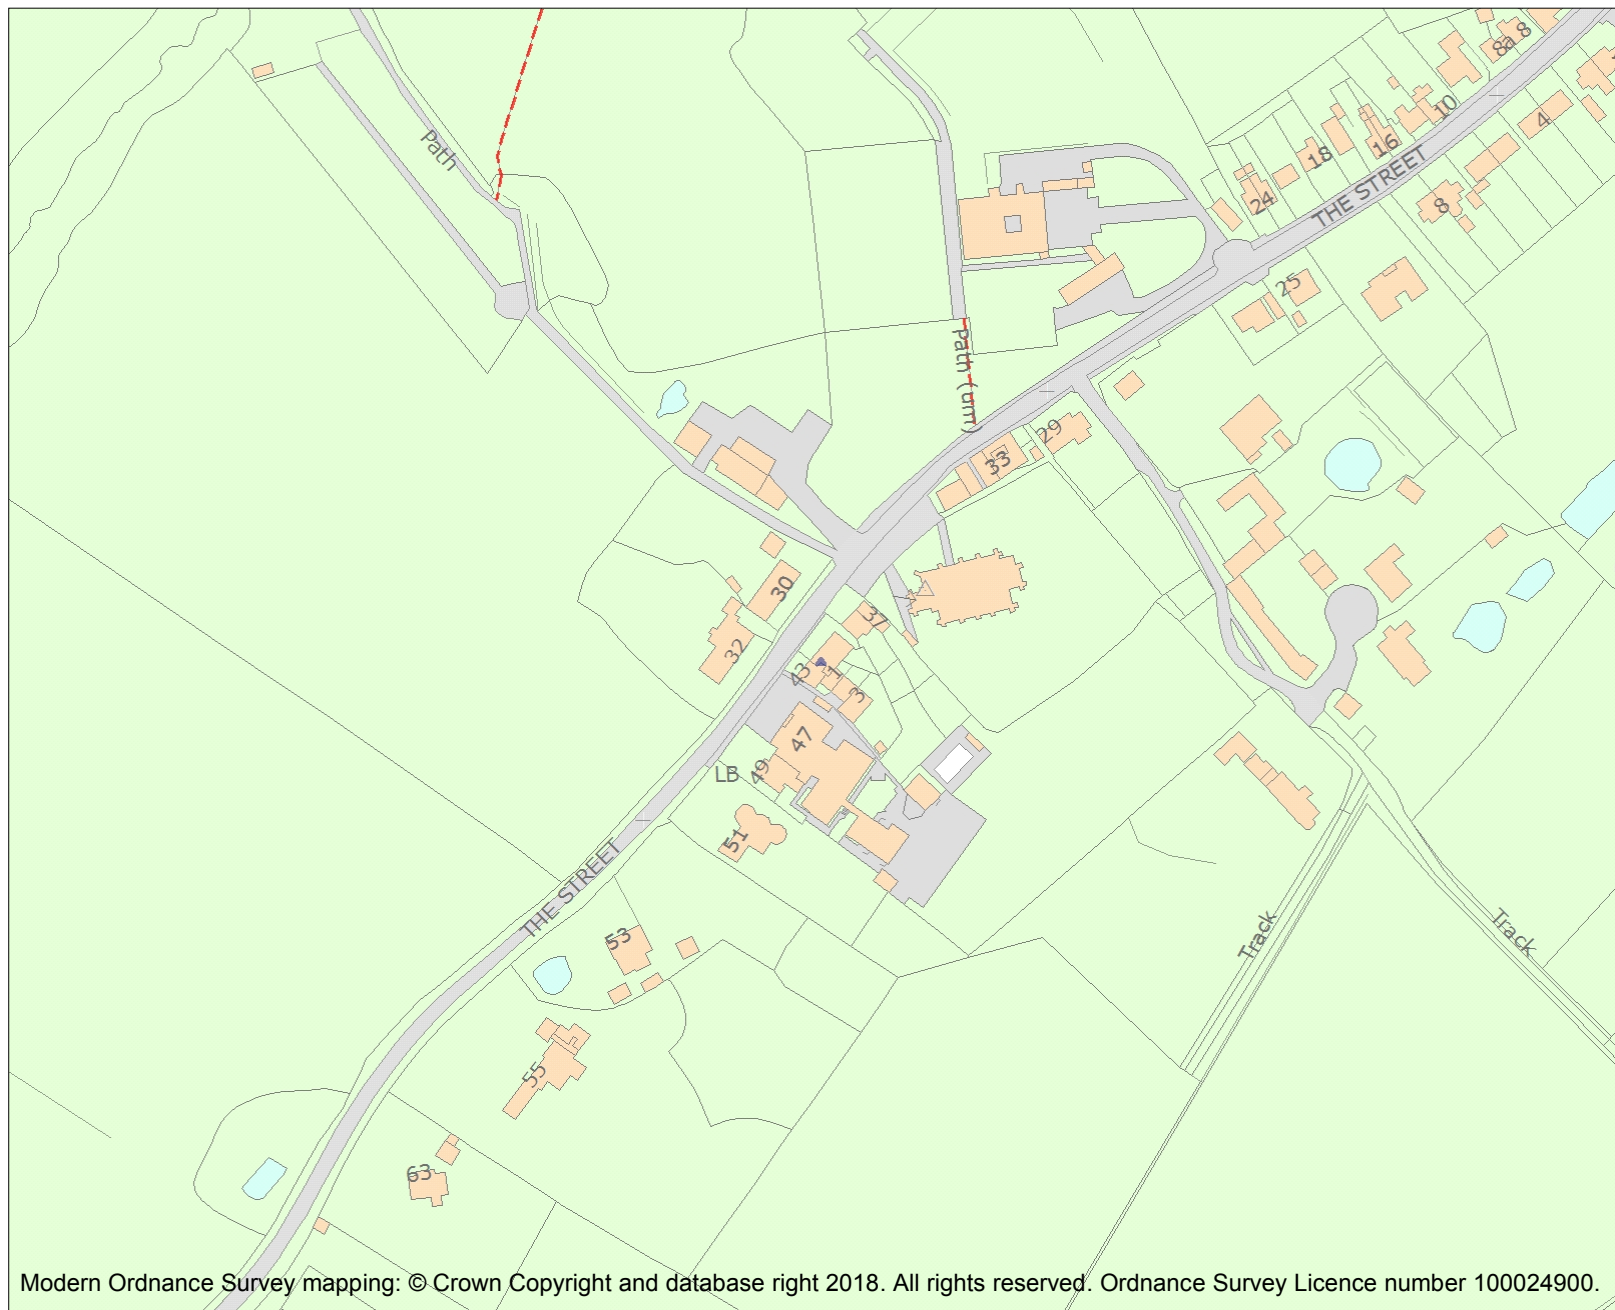 8a 8
Path
10
4
16
18
THE STREET
24
8
25
Path (um)
29
33
30
37
32
43
1
3
47
LB
49
51
THE STREET
53
Track
Track
55
63
Modern Ordnance Survey mapping: © Crown Copyright and database right 2018. All rights reserved. Ordnance Survey Licence number 100024900.